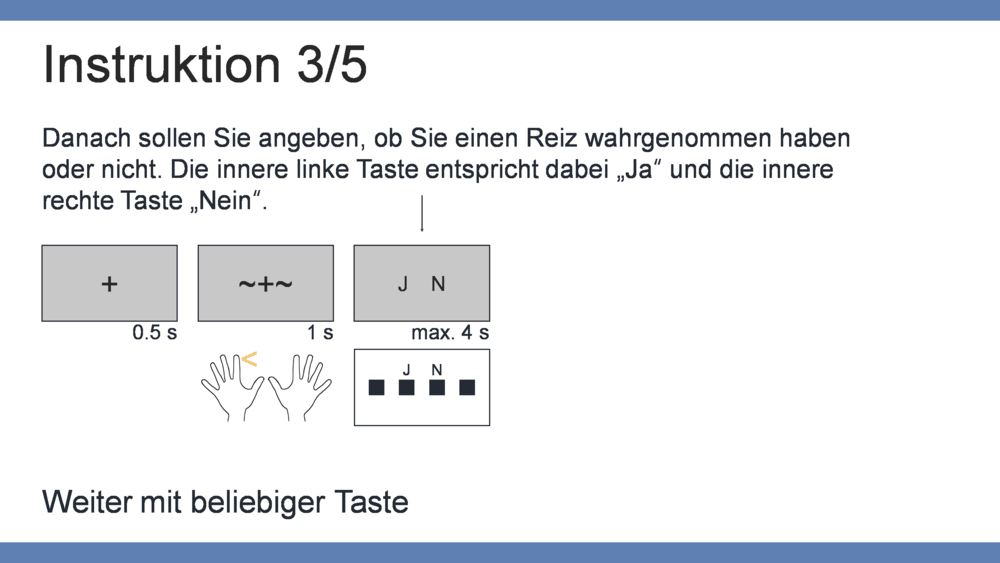 Instruktion 3/5
Danach sollen Sie angeben, ob Sie einen Reiz wahrgenommen haben
oder nicht. Die innere linke Taste entspricht dabei „Ja“ und die innere
rechte Taste „Nein“.
+
~+~
J N
0.5 s
1 s
max. 4 s
<
J N
Weiter mit beliebiger Taste